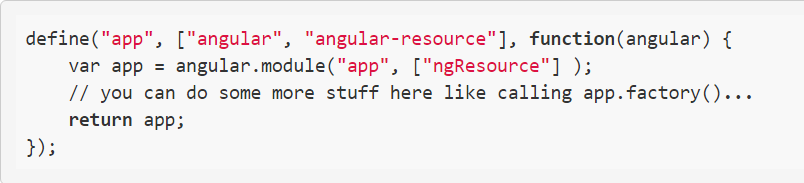 define("app", ["angular", "angular-resource"], function(angular) {
    var app = angular.module("app", ["ngResource"] );
    // you can do some more stuff here like calling app.factory()...
    return app;
});